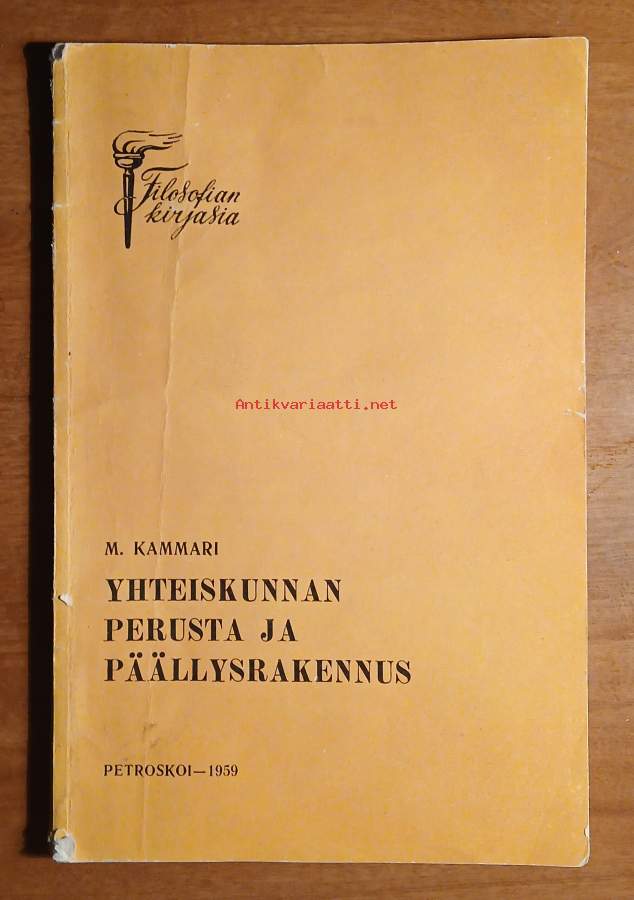 Filosofian
kirjasia
Antikvariaatti.net
M. KAMMARI
YHTEISKUNNAN
PERUSTA JA
PÄÄLLYSRAKENNUS
PETROSKOI—1959